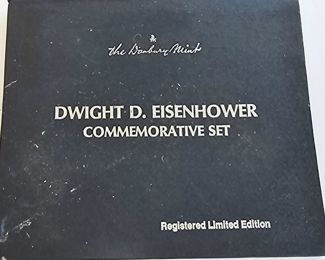 The Danbury Mint
DWIGHT D. EISENHOWER
COMMEMORATIVE SET
Registered Limited Edition